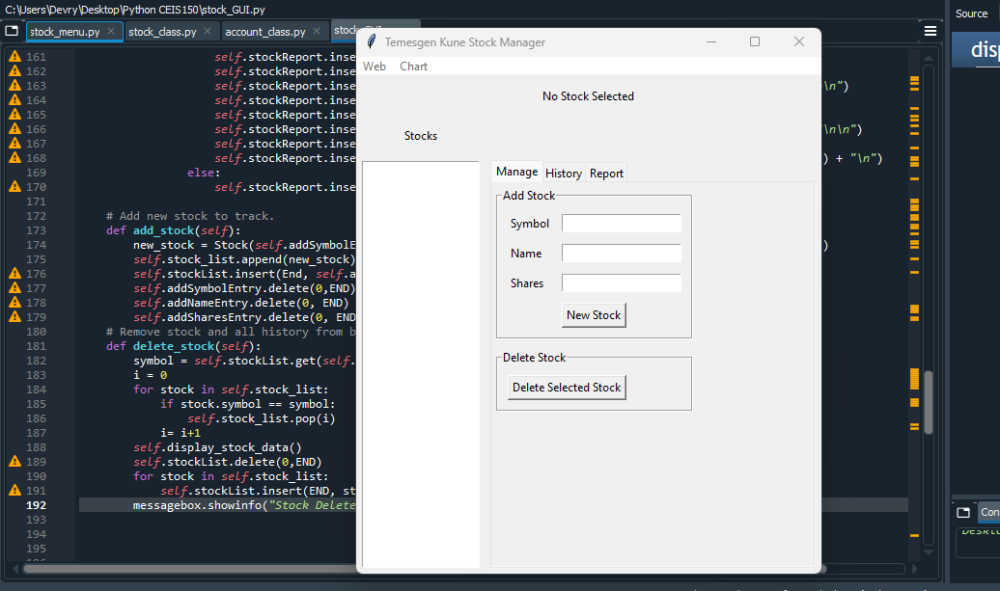 C:\Users\Devry\Desktop\Python CEIS150\stock_GUI.py
Source
stock_menu.py
stock_class.py
account_class.py
Temesgen Kune Stock Manager
Web Chart
No Stock Selected
Stocks
Manage History Report
Add Stock
Symbol
Name
Shares
New Stock
Delete Stock
Delete Selected Stock
161 self.stockReport.inse
162 self.stockReport.inse
163 self.stockReport.inse \n")
164 self.stockReport.inse
165 self.stockReport.inse
166 self.stockReport.inse \n\n")
167 self.stockReport.inse
168 self.stockReport.inse ) + "\n")
169 else:
170 self.stockReport.inse
171
172 # Add new stock to track.
173 def add_stock(self):
174 new_stock = Stock(self.addSymbolE )
175 self.stock_list.append(new_stock)
176 self.stockList.insert(End, self.a
177 self.addSymbolEntry.delete(0,END)
178 self.addNameEntry.delete(0, END)
179 self.addSharesEntry.delete(0, END
180 # Remove stock and all history from b
181 def delete_stock(self):
182 symbol = self.stockList.get(self.
183 i = 0
184 for stock in self.stock_list:
185 if stock.symbol == symbol:
186 self.stock_list.pop(i)
187 i= i+1
188 self.display_stock_data()
189 self.stockList.delete(0,END)
190 for stock in self.stock_list:
191 self.stockList.insert(END, st
192 messagebox.showinfo("Stock Delete
193
194
195